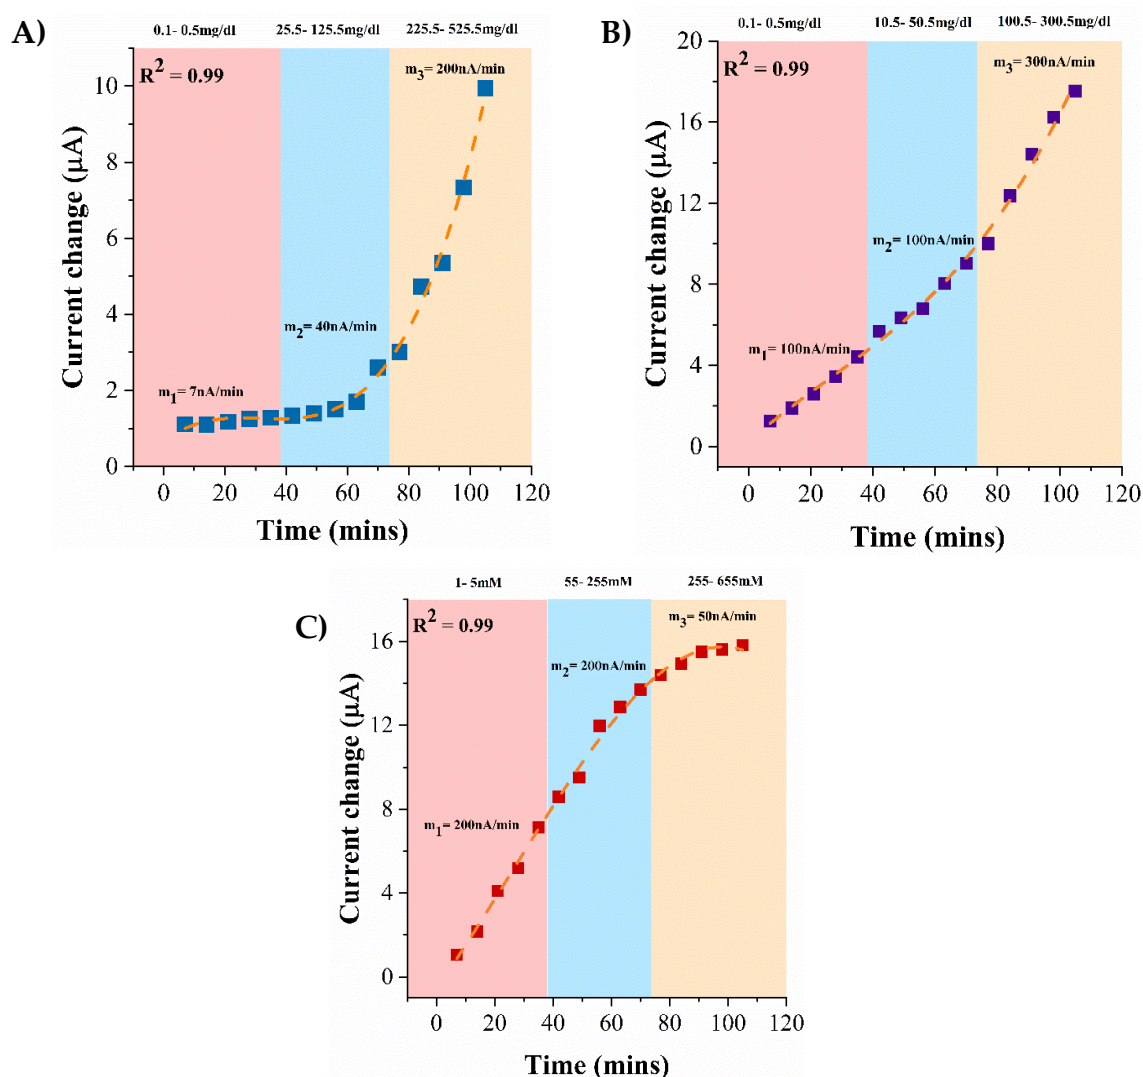 A)
0.1- 0.5mg/dl 25.5- 125.5mg/dl 225.5- 525.5mg/dl
R2 = 0.99
m3= 200nA/min
m2= 40nA/min
m1= 7nA/min
10
8
6
4
2
0
Current change (µA)
0 20 40 60 80 100 120
Time (mins)
B)
0.1- 0.5mg/dl 10.5- 50.5mg/dl 100.5- 300.5mg/dl
R2 = 0.99
m3= 300nA/min
m2= 100nA/min
m1= 100nA/min
20
16
12
8
4
0
Current change (µA)
0 20 40 60 80 100 120
Time (mins)
C)
1- 5mM 55- 255mM 255- 655mM
R2 = 0.99
m3= 50nA/min
m2= 200nA/min
m1= 200nA/min
16
12
8
4
0
Current change (µA)
0 20 40 60 80 100 120
Time (mins)